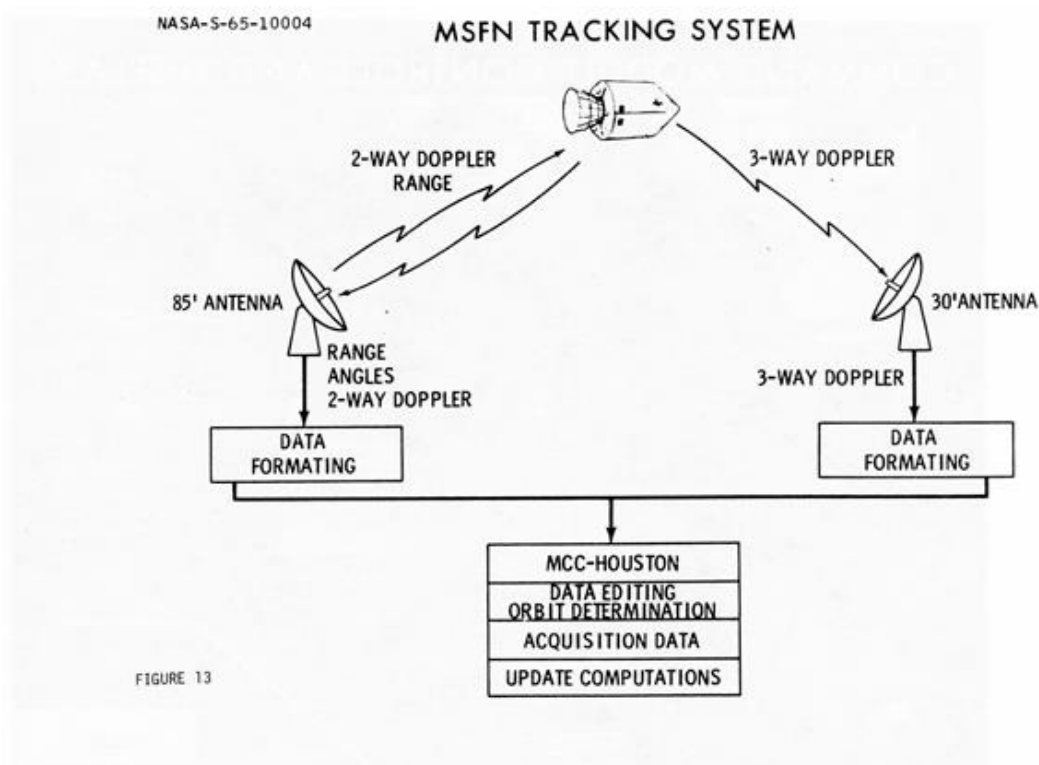 NASA-S-65-10004
MSFN TRACKING SYSTEM
2-WAY DOPPLER
RANGE
3-WAY DOPPLER
85' ANTENNA
30'ANTENNA
RANGE
ANGLES
2-WAY DOPPLER
3-WAY DOPPLER
DATA
FORMATING
DATA
FORMATING
MCC-HOUSTON
DATA EDITING
ORBIT DETERMINATION
ACQUISITION DATA
UPDATE COMPUTATIONS
FIGURE 13